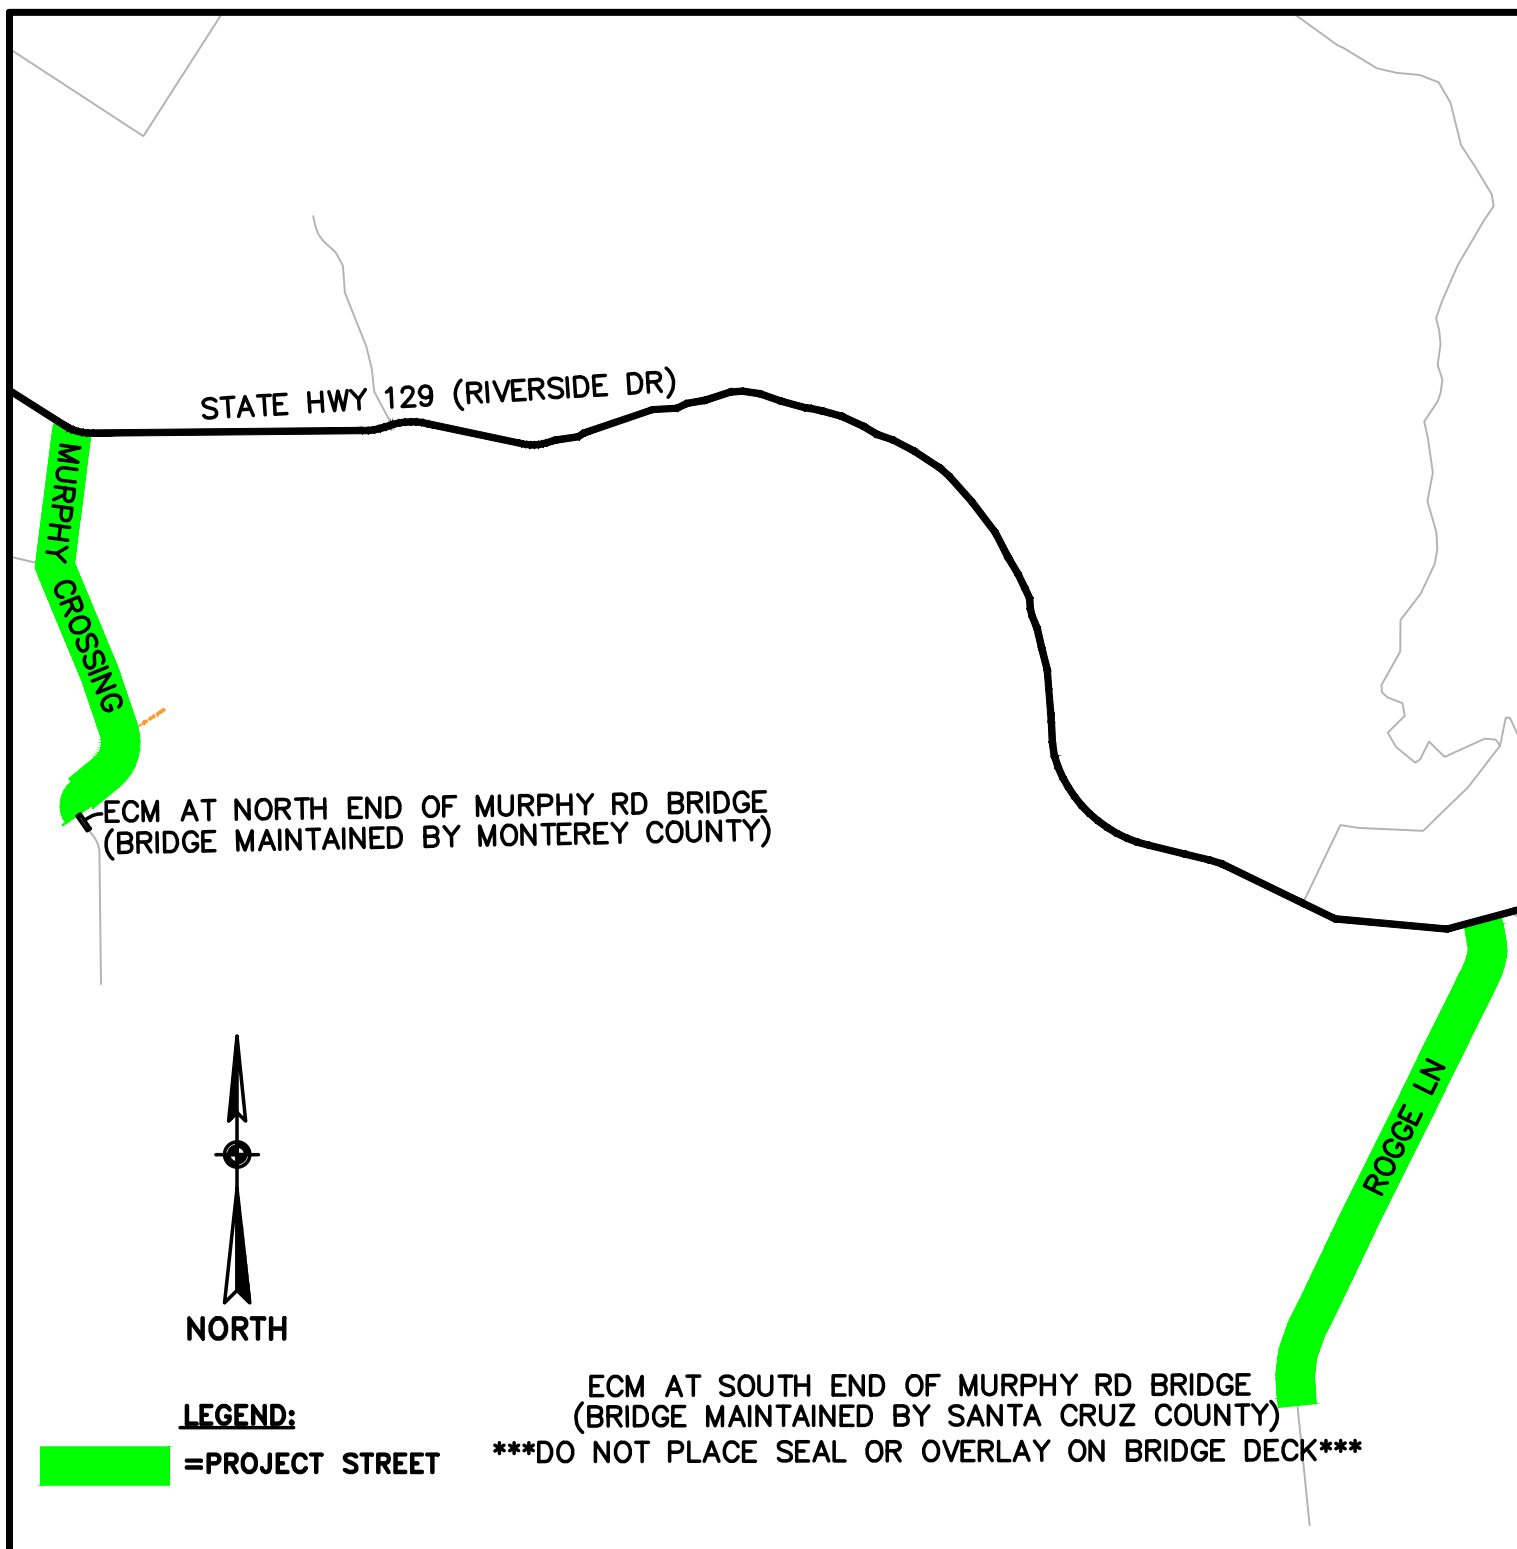 STATE HWY 129 (RIVERSIDE DR)
MURPHY CROSSING
ECM AT NORTH END OF MURPHY RD BRIDGE
(BRIDGE MAINTAINED BY MONTEREY COUNTY)
ROGGE LN
NORTH
LEGEND:
=PROJECT STREET
ECM AT SOUTH END OF MURPHY RD BRIDGE
(BRIDGE MAINTAINED BY SANTA CRUZ COUNTY)
***DO NOT PLACE SEAL OR OVERLAY ON BRIDGE DECK***